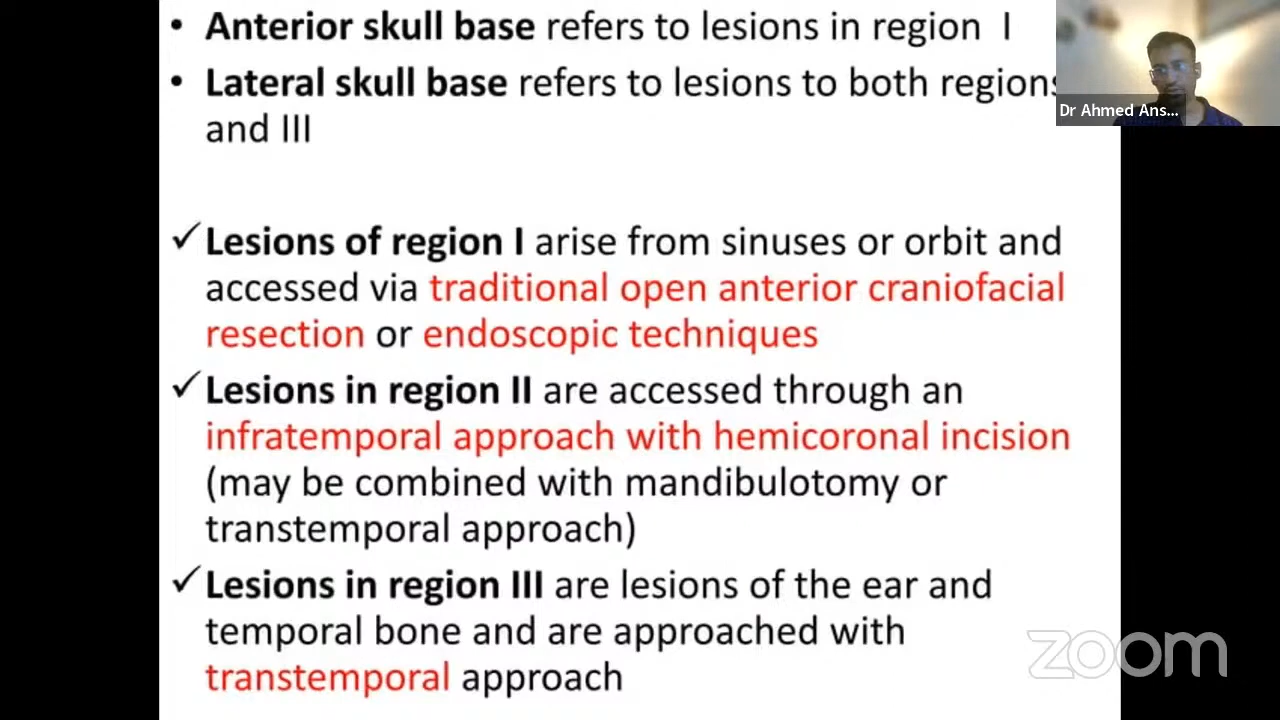 • Anterior skull base refers to lesions in region I
• Lateral skull base refers to lesions to both regions
and III
✓ Lesions of region I arise from sinuses or orbit and
accessed via traditional open anterior craniofacial
resection or endoscopic techniques
✓ Lesions in region II are accessed through an
infratemporal approach with hemicoronal incision
(may be combined with mandibulotomy or
transtemporal approach)
✓ Lesions in region III are lesions of the ear and
temporal bone and are approached with
transtemporal approach
Dr Ahmed Ans...
zoom